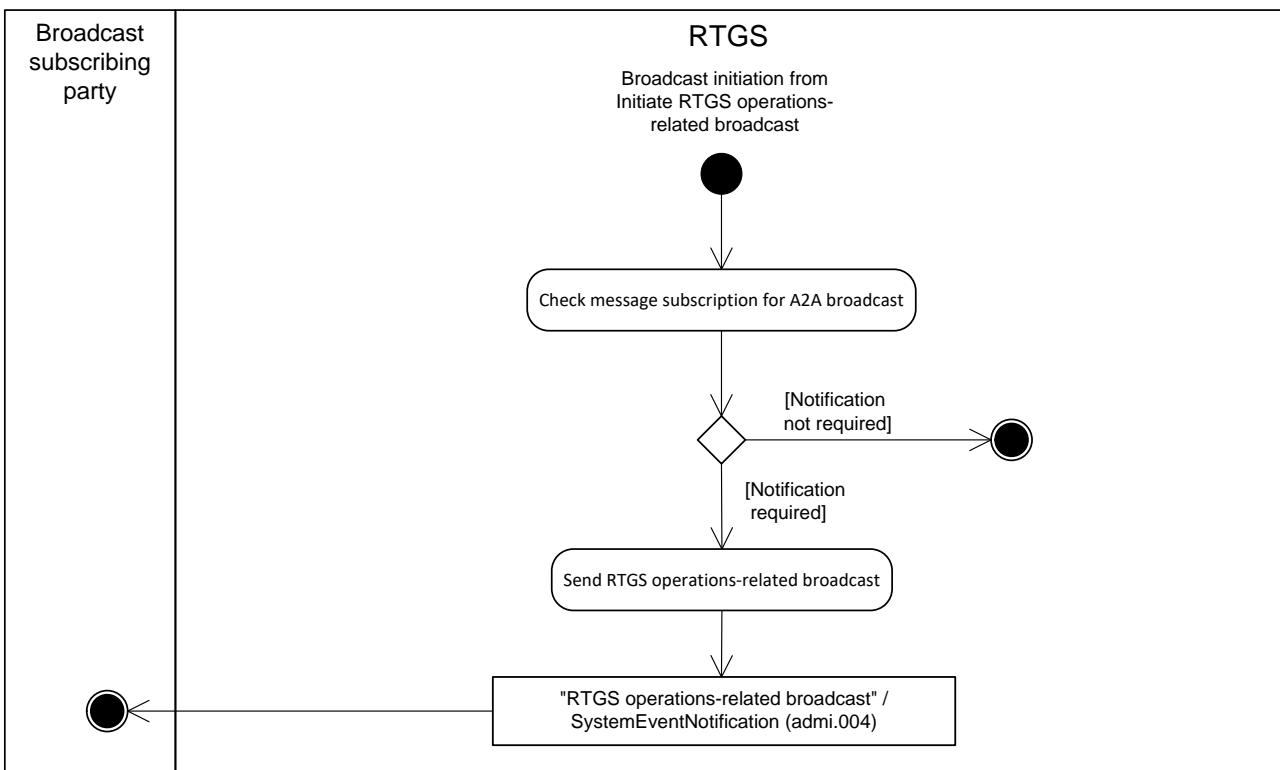 Broadcast
subscribing
party
RTGS
Broadcast initiation from
Initiate RTGS operations-
related broadcast
Check message subscription for A2A broadcast
[Notification
not required]
[Notification
required]
Send RTGS operations-related broadcast
"RTGS operations-related broadcast" /
SystemEventNotification (admi.004)